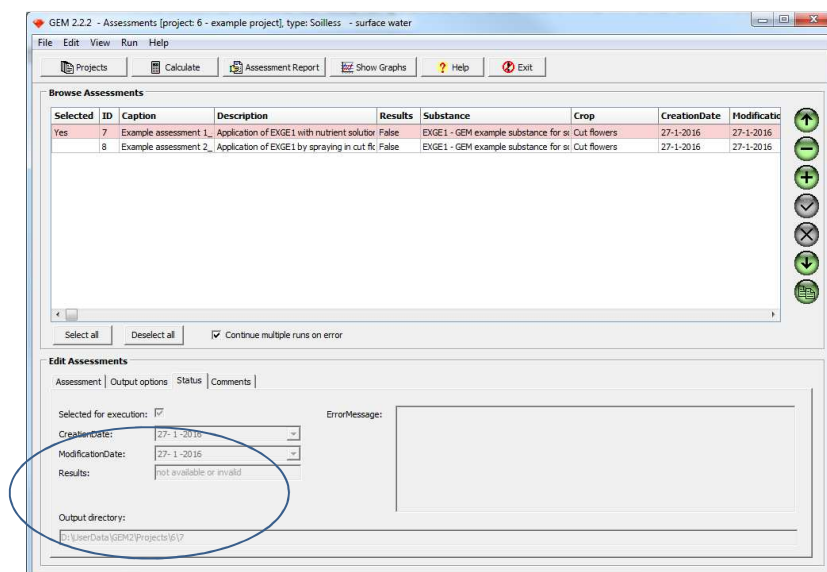 GEM 2.2.2 - Assessments [project: 6 - example project], type: Soilless - surface water
File Edit View Run Help
Projects Calculate Assessment Report Show Graphs ? Help Exit
Browse Assessments
Selected ID Caption Description Results Substance Crop CreationDate Modificatio
Yes 7 Example assessment 1_ Application of EXGE1 with nutrient solution False EXGE1 - GEM example substance for so Cut flowers 27-1-2016 27-1-2016
8 Example assessment 2_ Application of EXGE1 by spraying in cut flo False EXGE1 - GEM example substance for so Cut flowers 27-1-2016 27-1-2016
Select all Deselect all Continue multiple runs on error
Edit Assessments
Assessment Output options Status Comments
Selected for execution: ErrorMessage:
CreationDate: 27- 1 -2016
ModificationDate: 27- 1 -2016
Results: not available or invalid
Output directory:
D:\UserData\GEM2\Projects\6\7